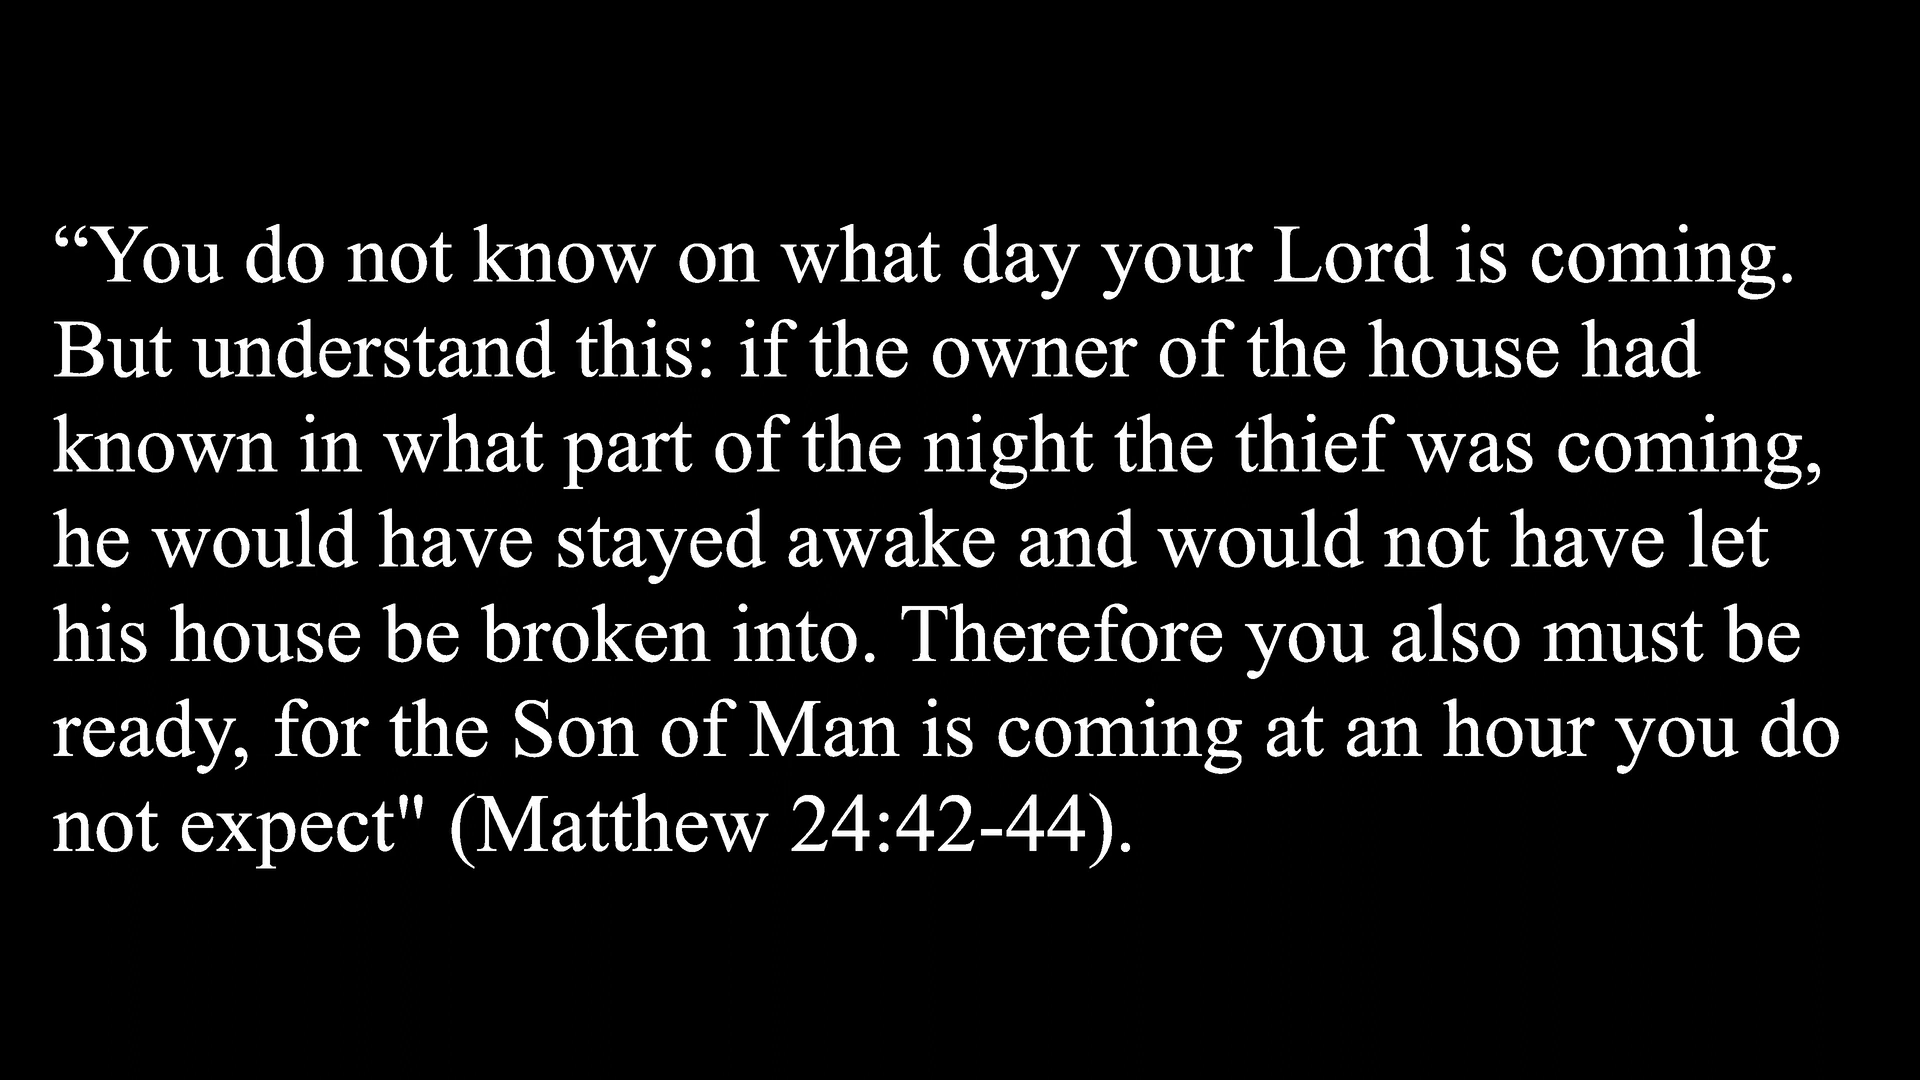 “You do not know on what day your Lord is coming.
But understand this: if the owner of the house had
known in what part of the night the thief was coming,
he would have stayed awake and would not have let
his house be broken into. Therefore you also must be
ready, for the Son of Man is coming at an hour you do
not expect" (Matthew 24:42-44).